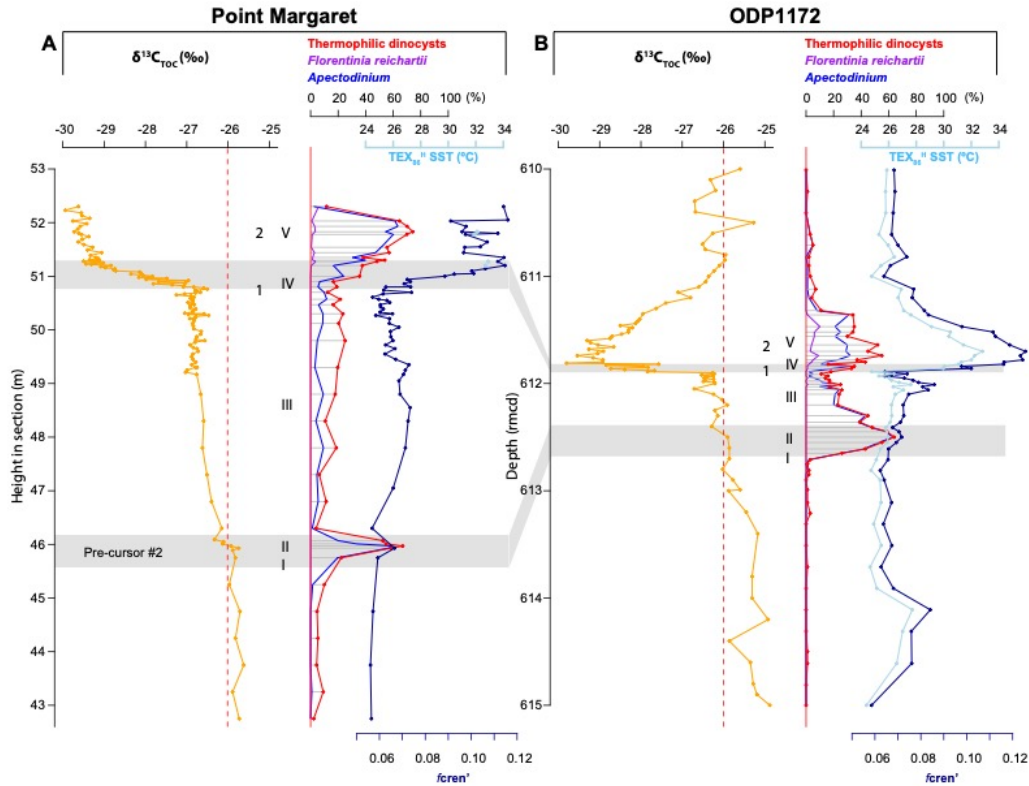 Point Margaret
ODP1172
A
δ¹³C_TOC (‰)
Thermophilic dinocysts
Florentinia reichartii
Apectodinium
0 20 40 60 80 100 (%)
-30 -29 -28 -27 -26 -25
24 26 28 30 32 34
TEX₈₆ᴴ SST (ºC)
53
52
51
50
49
48
47
46
45
44
43
Height in section (m)
2 V
1 IV
III
II
I
Pre-cursor #2
0.06 0.08 0.10 0.12
fcren'
B
δ¹³C_TOC (‰)
Thermophilic dinocysts
Florentinia reichartii
Apectodinium
0 20 40 60 80 100 (%)
-30 -29 -28 -27 -26 -25
24 26 28 30 32 34
TEX₈₆ᴴ SST (ºC)
610
611
612
613
614
615
Depth (rmcd)
2 V
IV
1
III
II
I
0.06 0.08 0.10 0.12
fcren'